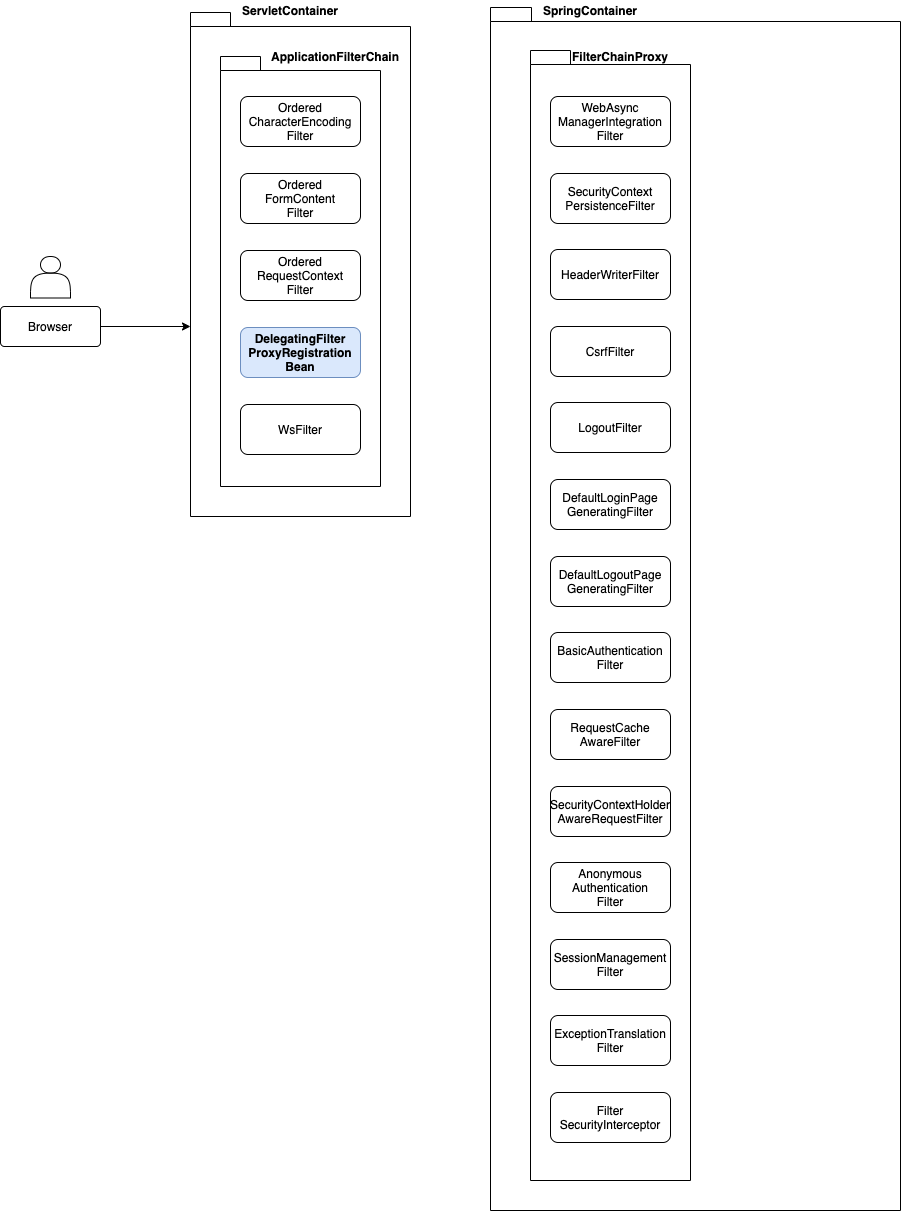 ServletContainer
ApplicationFilterChain
Ordered
CharacterEncoding
Filter
Ordered
FormContent
Filter
Ordered
RequestContext
Filter
Browser
DelegatingFilter
ProxyRegistration
Bean
WsFilter
SpringContainer
FilterChainProxy
WebAsync
ManagerIntegration
Filter
SecurityContext
PersistenceFilter
HeaderWriterFilter
CsrfFilter
LogoutFilter
DefaultLoginPage
GeneratingFilter
DefaultLogoutPage
GeneratingFilter
BasicAuthentication
Filter
RequestCache
AwareFilter
SecurityContextHolder
AwareRequestFilter
Anonymous
Authentication
Filter
SessionManagement
Filter
ExceptionTranslation
Filter
Filter
SecurityInterceptor